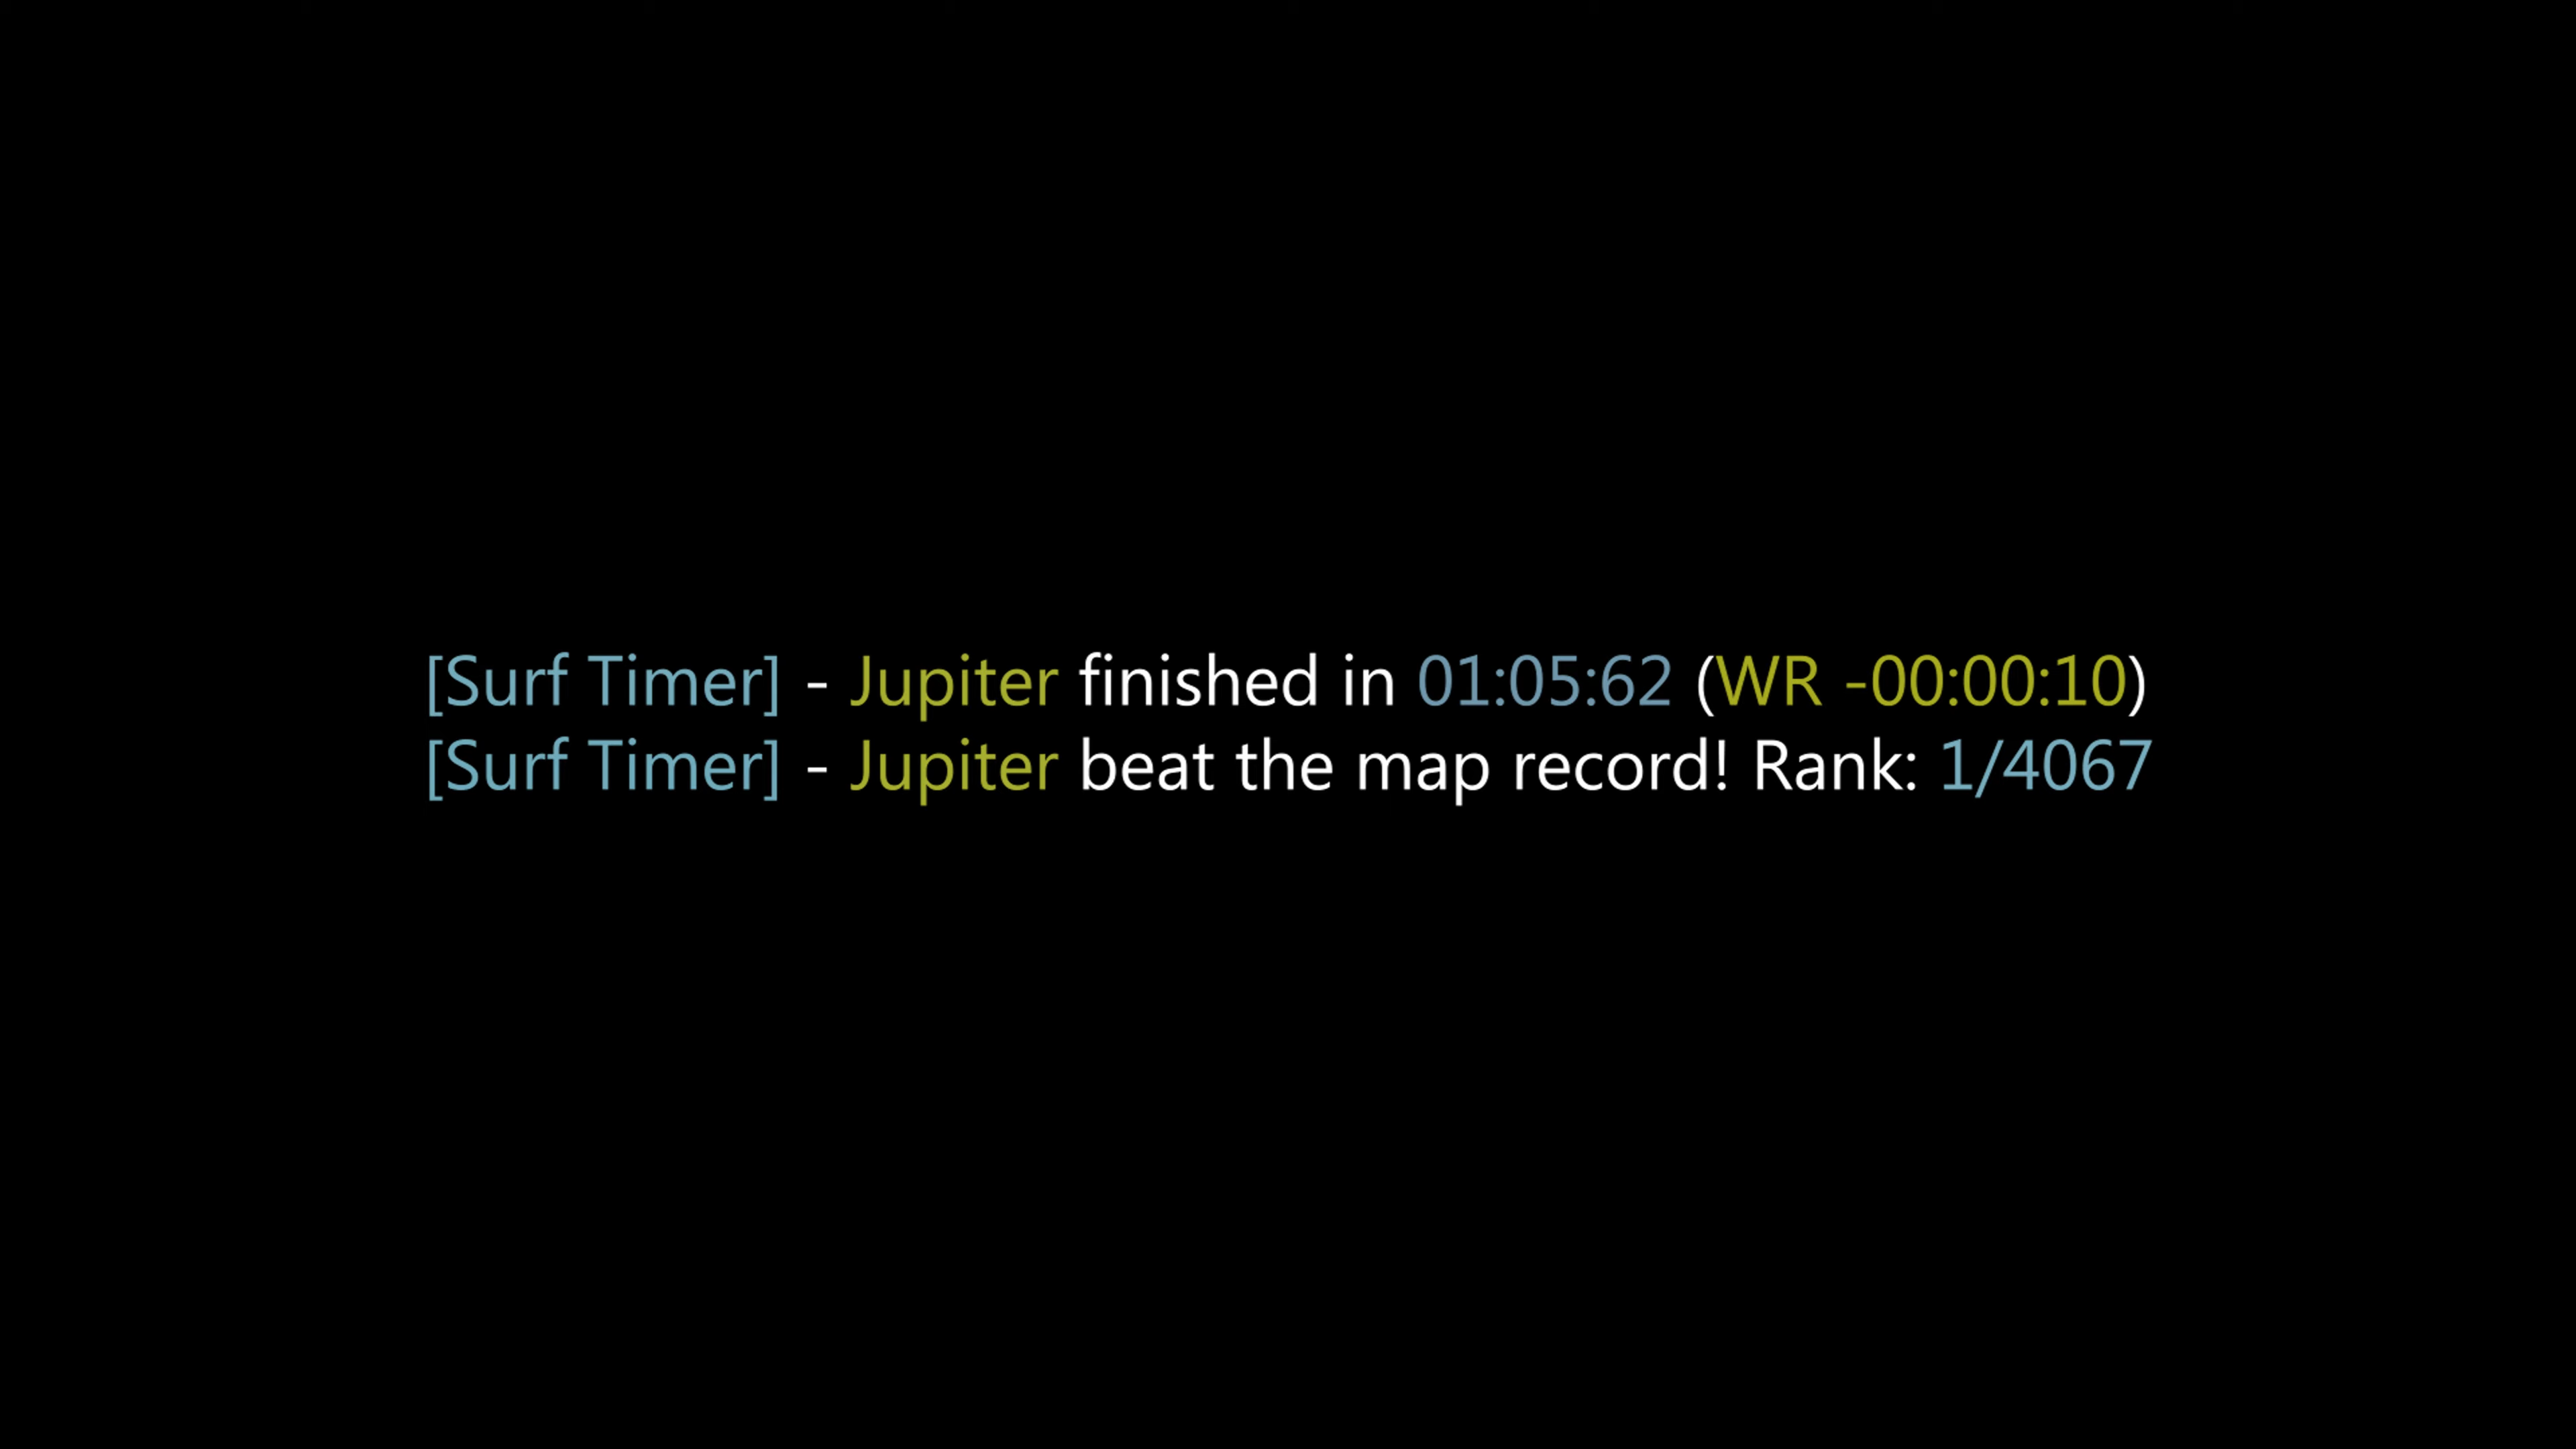 [Surf Timer] - Jupiter finished in 01:05:62 (WR -00:00:10)
[Surf Timer] - Jupiter beat the map record! Rank: 1/4067